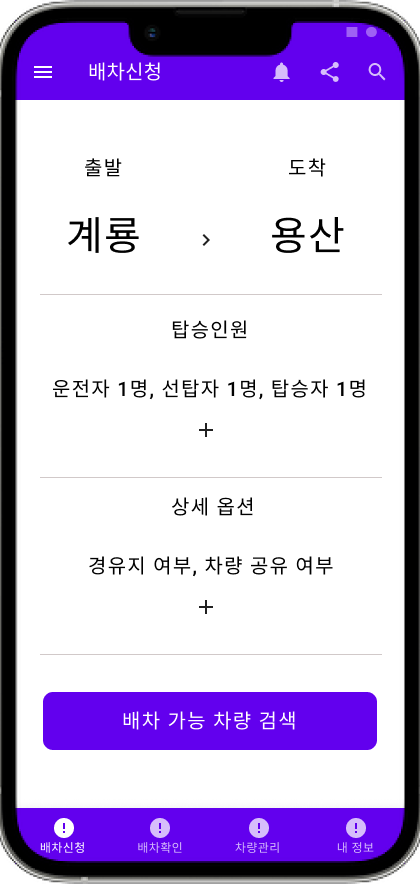 배차신청
출발 도착
계룡 > 용산
탑승인원
운전자 1명, 선탑자 1명, 탑승자 1명
+
상세 옵션
경유지 여부, 차량 공유 여부
+
배차 가능 차량 검색
배차신청 배차확인 차량관리 내 정보